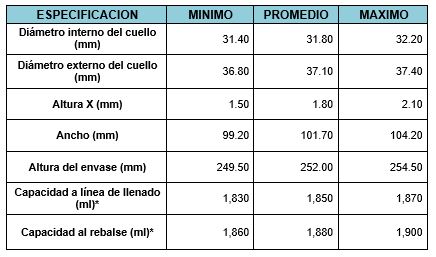 ESPECIFICACION MINIMO PROMEDIO MAXIMO
Diámetro interno del cuello
(mm) 31.40 31.80 32.20
Diámetro externo del cuello
(mm) 36.80 37.10 37.40
Altura X (mm) 1.50 1.80 2.10
Ancho (mm) 99.20 101.70 104.20
Altura del envase (mm) 249.50 252.00 254.50
Capacidad a línea de llenado
(ml)* 1,830 1,850 1,870
Capacidad al rebalse (ml)* 1,860 1,880 1,900